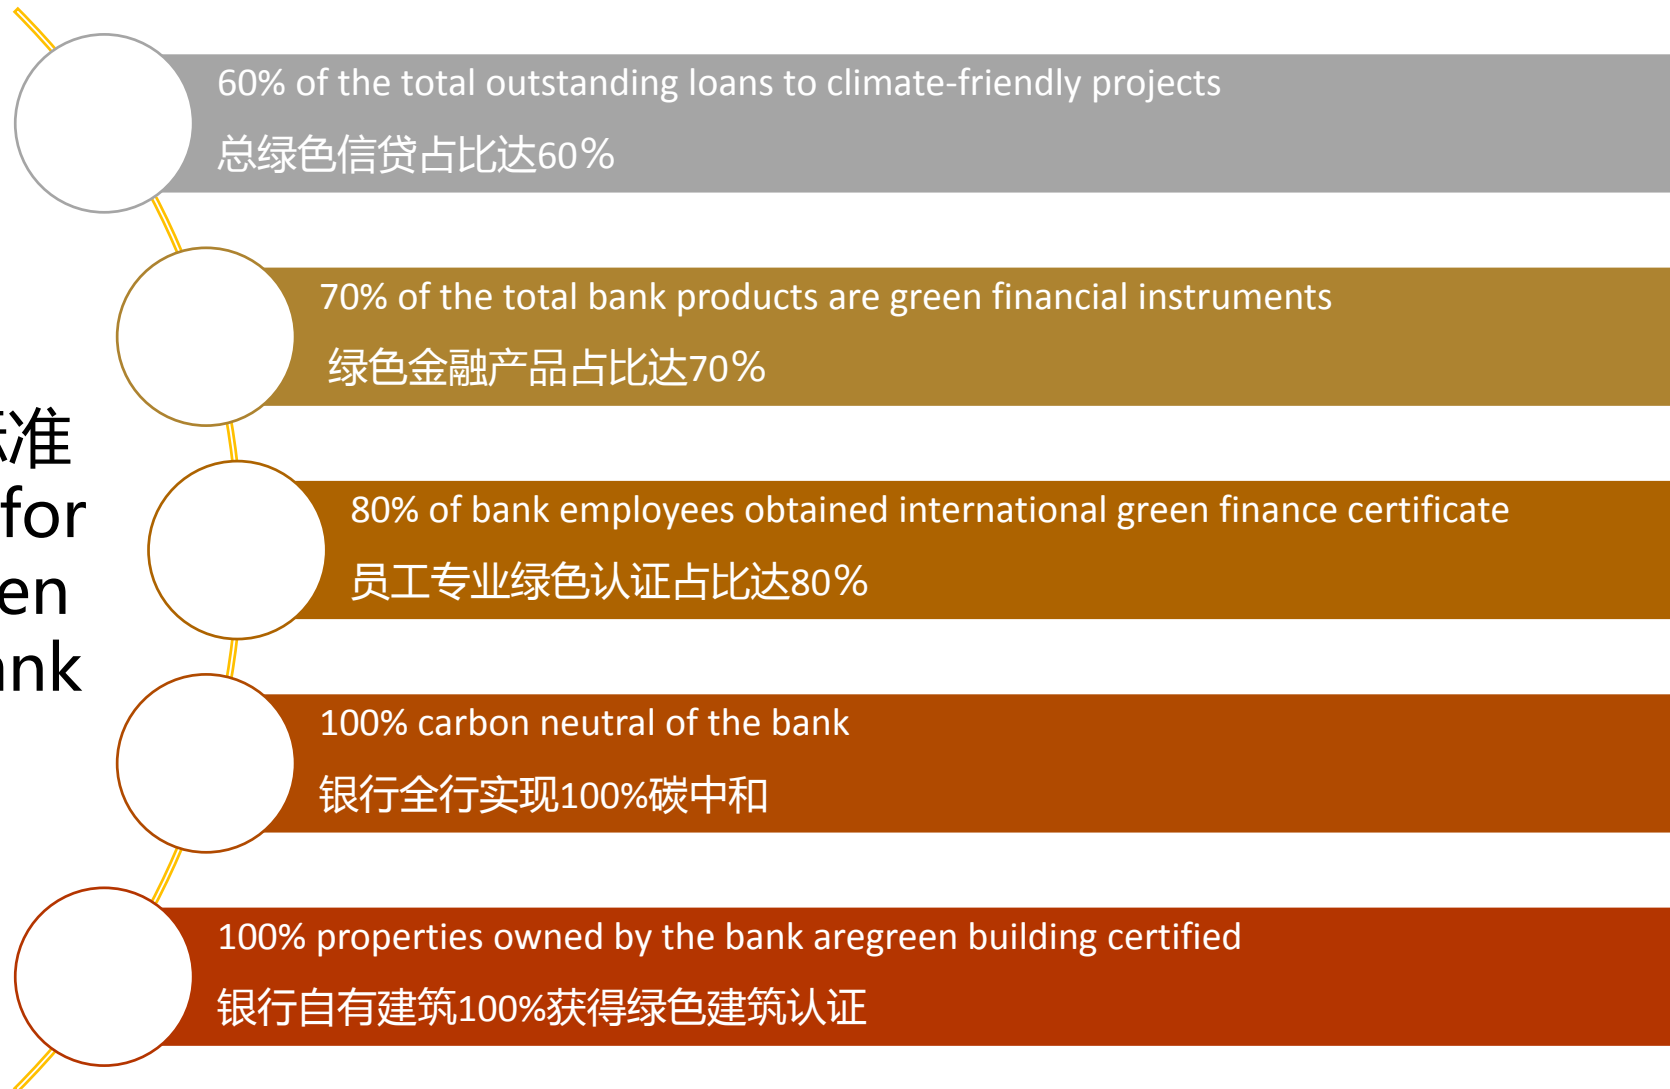 60% of the total outstanding loans to climate-friendly projects
总绿色信贷占比达60%
70% of the total bank products are green financial instruments
绿色金融产品占比达70%
准
for
80% of bank employees obtained international green finance certificate
员工专业绿色认证占比达80%
100% carbon neutral of the bank
银行全行实现100%碳中和
100% properties owned by the bank aregreen building certified
银行自有建筑100%获得绿色建筑认证